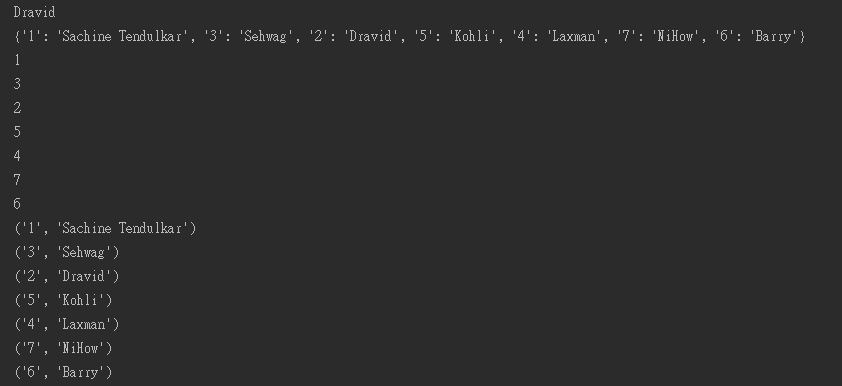 Dravid
{'1': 'Sachine Tendulkar', '3': 'Sehwag', '2': 'Dravid', '5': 'Kohli', '4': 'Laxman', '7': 'NiHow', '6': 'Barry'}
1
3
2
5
4
7
6
('1', 'Sachine Tendulkar')
('3', 'Sehwag')
('2', 'Dravid')
('5', 'Kohli')
('4', 'Laxman')
('7', 'NiHow')
('6', 'Barry')